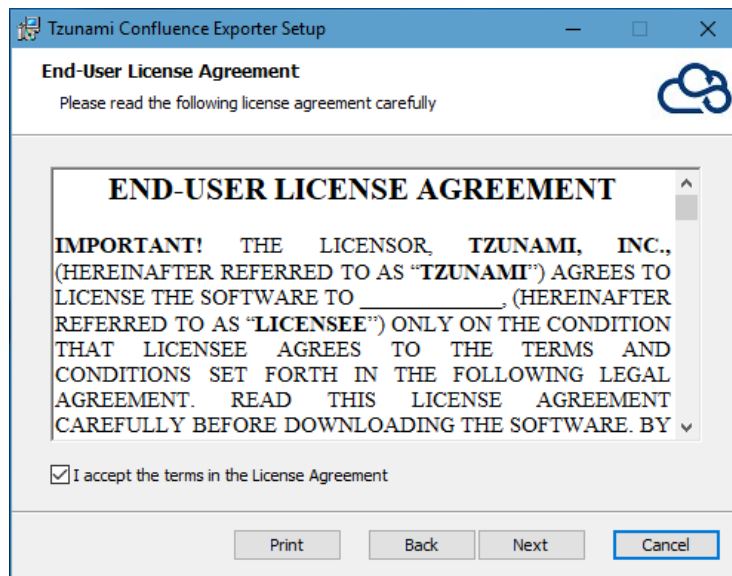 Tzunami Confluence Exporter Setup
End-User License Agreement
Please read the following license agreement carefully
END-USER LICENSE AGREEMENT
IMPORTANT! THE LICENSOR, TZUNAMI, INC.,
(HEREINAFTER REFERRED TO AS “TZUNAMI”) AGREES TO
LICENSE THE SOFTWARE TO _____________, (HEREINAFTER
REFERRED TO AS “LICENSEE”) ONLY ON THE CONDITION
THAT LICENSEE AGREES TO THE TERMS AND
CONDITIONS SET FORTH IN THE FOLLOWING LEGAL
AGREEMENT. READ THIS LICENSE AGREEMENT
CAREFULLY BEFORE DOWNLOADING THE SOFTWARE. BY
I accept the terms in the License Agreement
Print Back Next Cancel